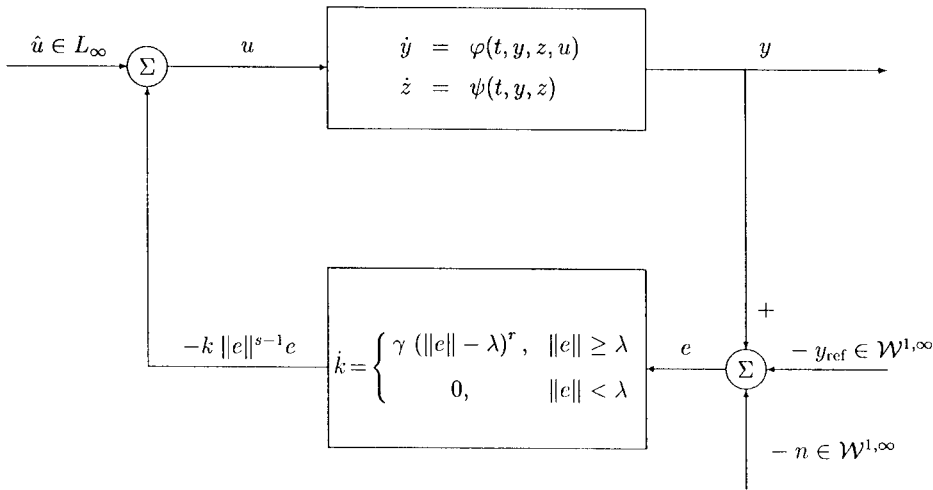 û ∈ L∞
Σ
u
ẏ = φ(t, y, z, u)
ż = ψ(t, y, z)
y
+
−k ‖e‖^{s−1}e
k̇ = { γ (‖e‖ − λ)^r , ‖e‖ ≥ λ
0, ‖e‖ < λ
e
Σ
− y_ref ∈ W^{1,∞}
− n ∈ W^{1,∞}